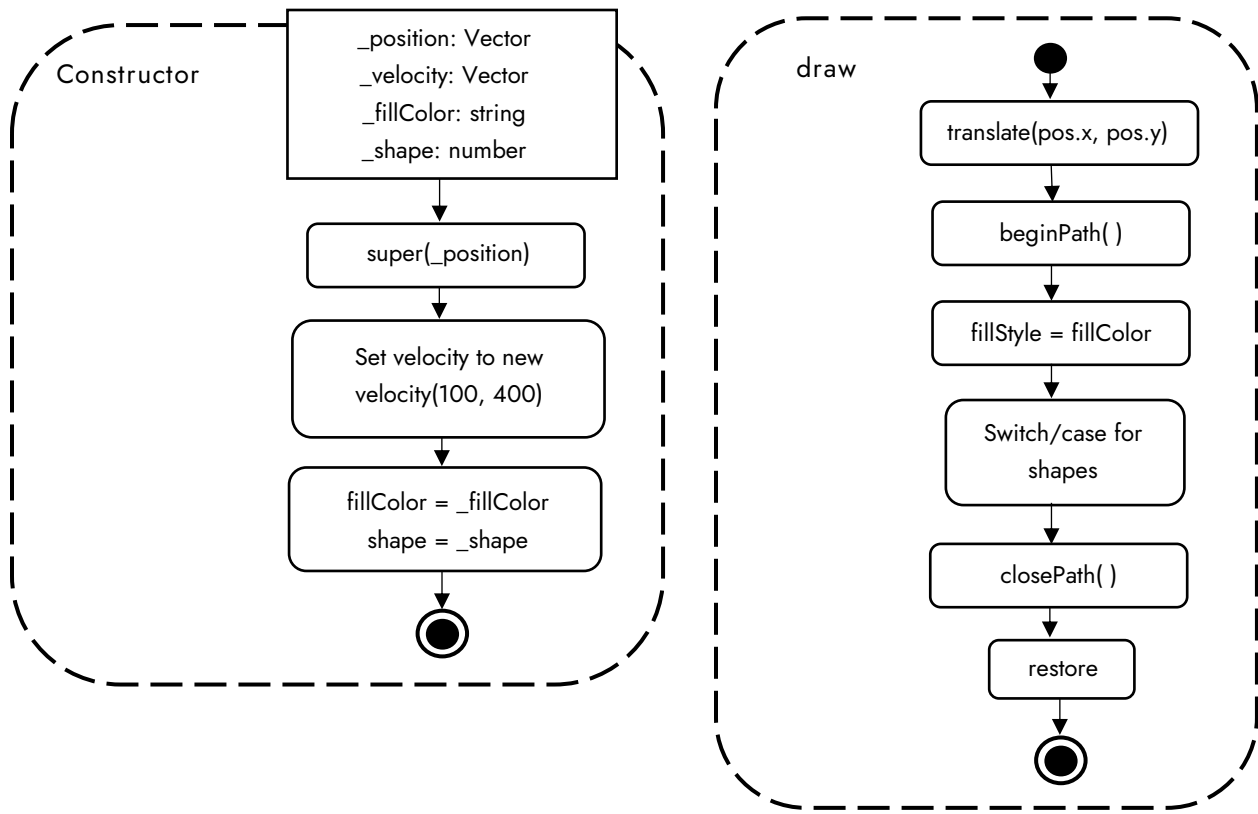 Constructor
_position: Vector
_velocity: Vector
_fillColor: string
_shape: number
super(_position)
Set velocity to new
velocity(100, 400)
fillColor = _fillColor
shape = _shape
draw
translate(pos.x, pos.y)
beginPath( )
fillStyle = fillColor
Switch/case for
shapes
closePath( )
restore